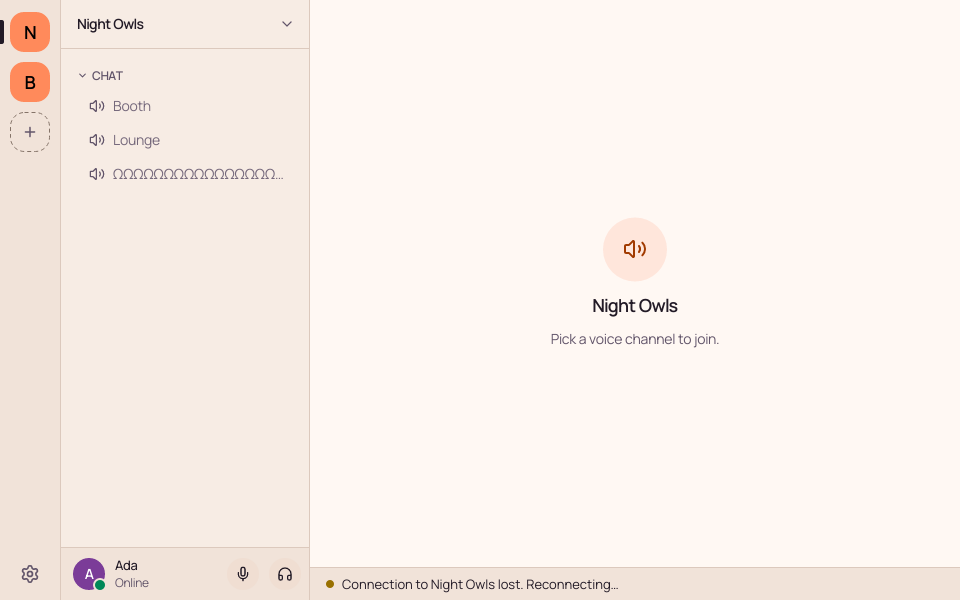 N
B
Night Owls
CHAT
Booth
Lounge
ΩΩΩΩΩΩΩΩΩΩΩΩΩΩΩΩ…
Night Owls
Pick a voice channel to join.
A
Ada
Online
Connection to Night Owls lost. Reconnecting…